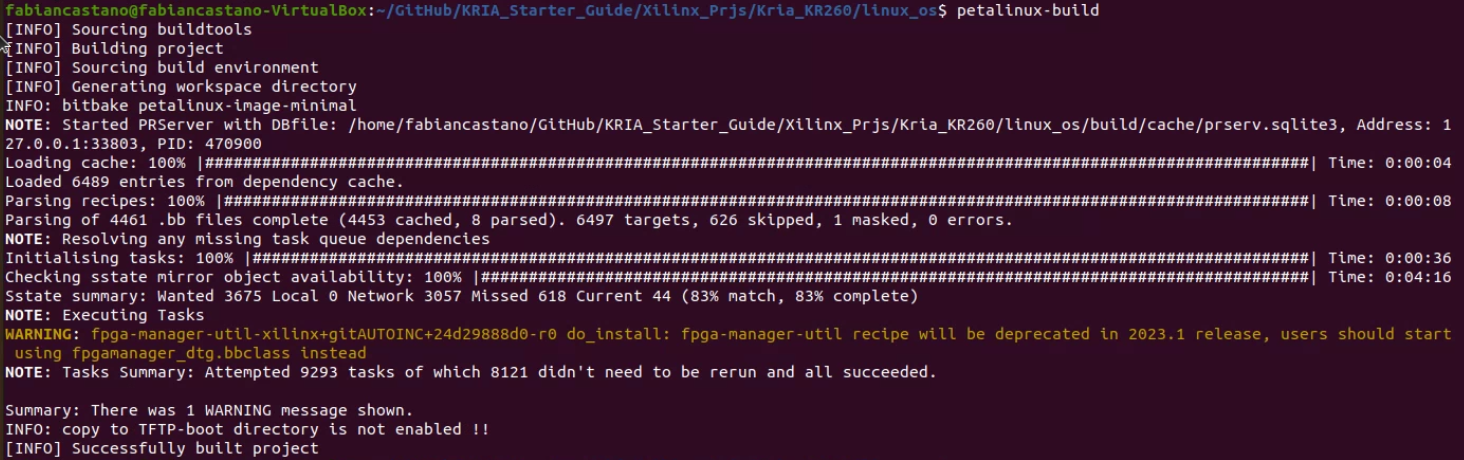 fabiancastano@fabiancastano-VirtualBox:~/GitHub/KRIA_Starter_Guide/Xilinx_Prjs/Kria_KR260/linux_os$ petalinux-build
[INFO] Sourcing buildtools
[INFO] Building project
[INFO] Sourcing build environment
[INFO] Generating workspace directory
INFO: bitbake petalinux-image-minimal
NOTE: Started PRServer with DBfile: /home/fabiancastano/GitHub/KRIA_Starter_Guide/Xilinx_Prjs/Kria_KR260/linux_os/build/cache/prserv.sqlite3, Address: 1
27.0.0.1:33803, PID: 470900
Loading cache: 100% |####################################################################################################################| Time: 0:00:04
Loaded 6489 entries from dependency cache.
Parsing recipes: 100% |##################################################################################################################| Time: 0:00:08
Parsing of 4461 .bb files complete (4453 cached, 8 parsed). 6497 targets, 626 skipped, 1 masked, 0 errors.
NOTE: Resolving any missing task queue dependencies
Initialising tasks: 100% |###############################################################################################################| Time: 0:00:36
Checking sstate mirror object availability: 100% |#######################################################################################| Time: 0:04:16
Sstate summary: Wanted 3675 Local 0 Network 3057 Missed 618 Current 44 (83% match, 83% complete)
NOTE: Executing Tasks
WARNING: fpga-manager-util-xilinx+gitAUTOINC+24d29888d0-r0 do_install: fpga-manager-util recipe will be deprecated in 2023.1 release, users should start
 using fpgamanager_dtg.bbclass instead
NOTE: Tasks Summary: Attempted 9293 tasks of which 8121 didn't need to be rerun and all succeeded.

Summary: There was 1 WARNING message shown.
INFO: copy to TFTP-boot directory is not enabled !!
[INFO] Successfully built project